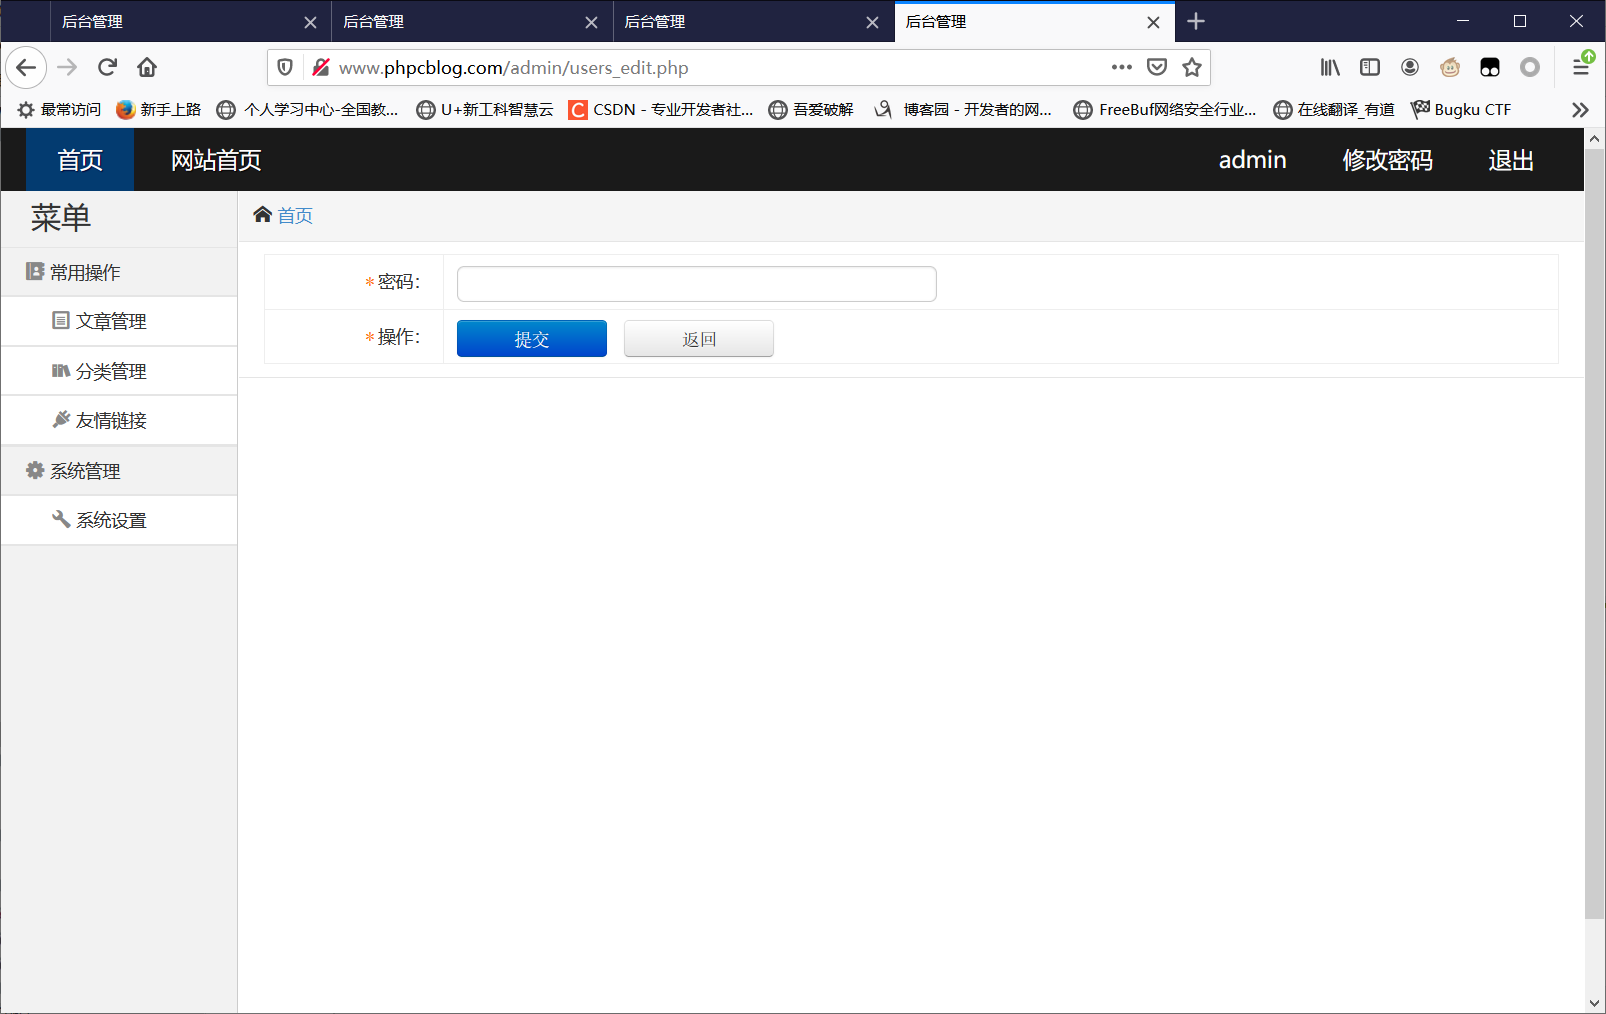 后台管理 后台管理 后台管理 后台管理
www.phpcblog.com/admin/users_edit.php
最常访问 新手上路 个人学习中心-全国教... U+新工科智慧云 CSDN - 专业开发者社... 吾爱破解 博客园 - 开发者的网... FreeBuf网络安全行业... 在线翻译_有道 Bugku CTF
首页 网站首页 admin 修改密码 退出
菜单
首页
常用操作
文章管理
分类管理
友情链接
系统管理
系统设置
*密码：
*操作： 提交 返回